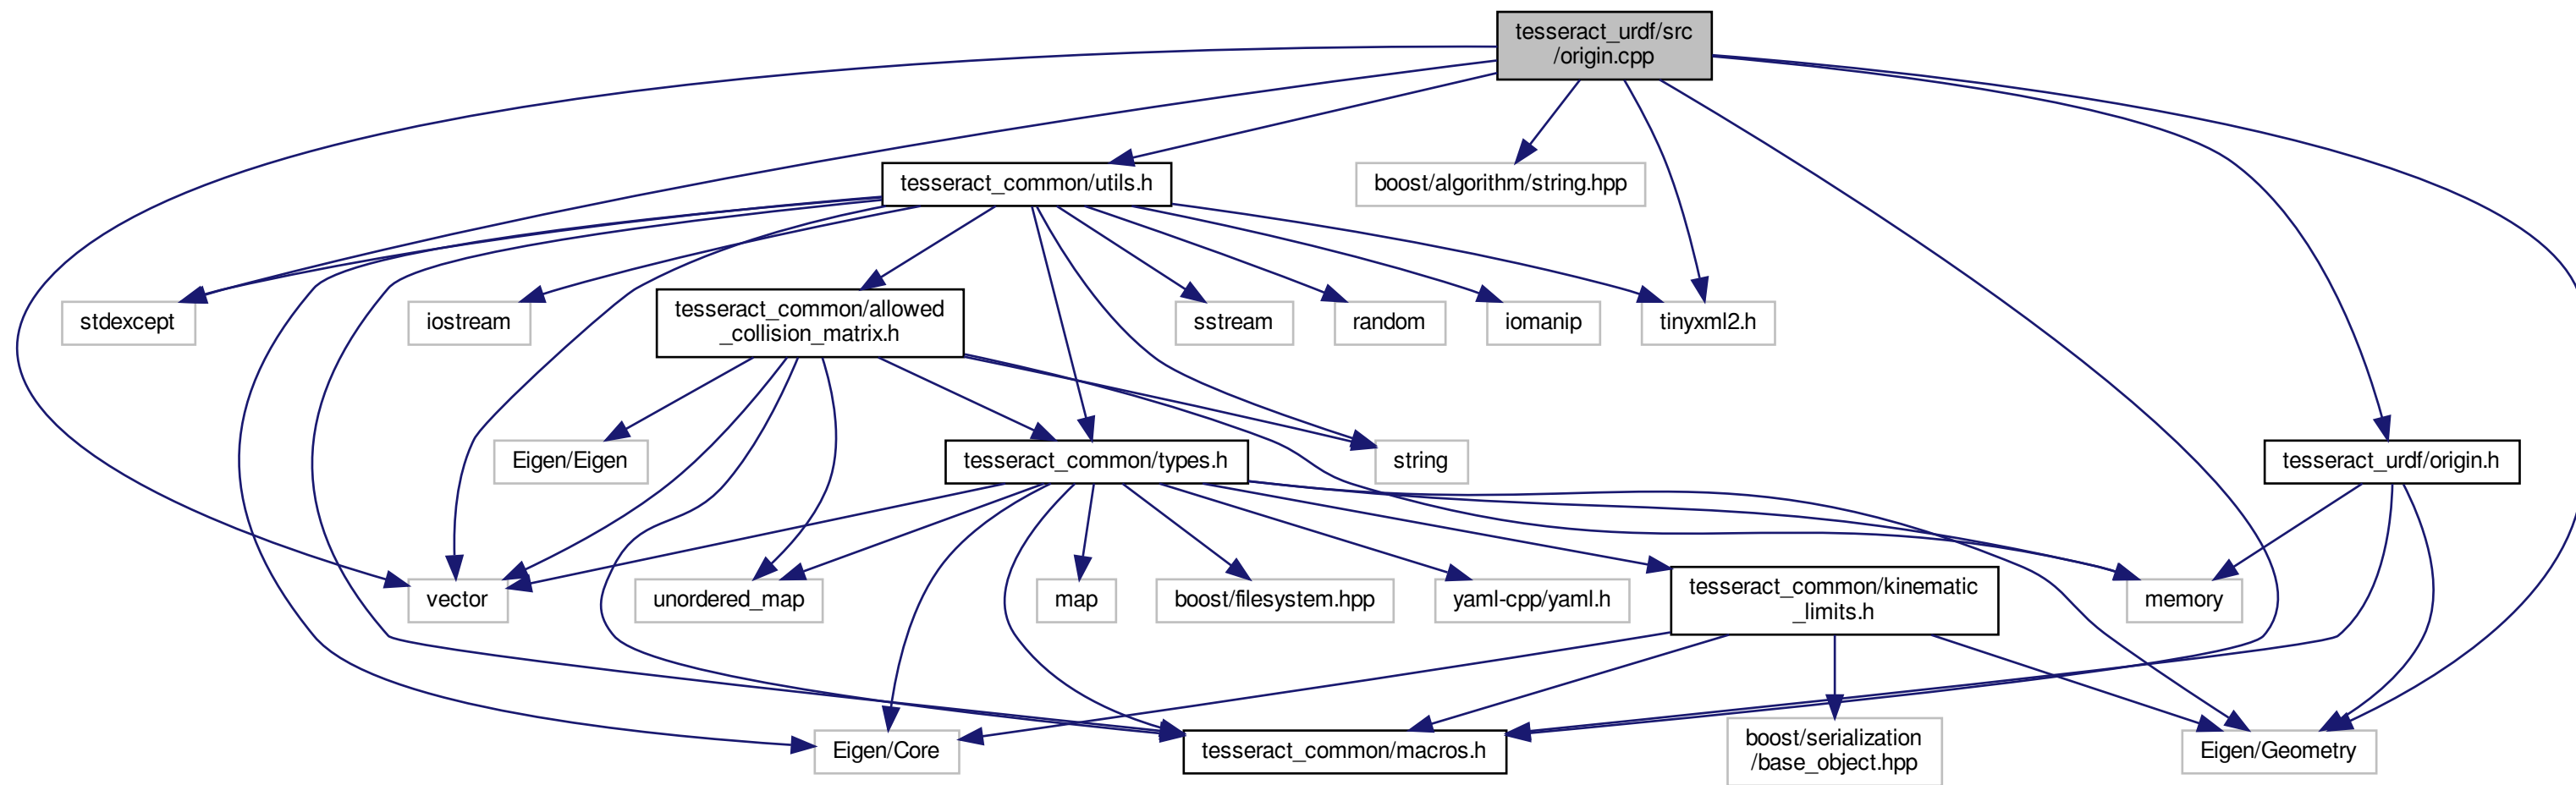 tesseract_urdf/src
/origin.cpp
tesseract_common/utils.h
boost/algorithm/string.hpp
stdexcept
iostream
tesseract_common/allowed
_collision_matrix.h
sstream
random
iomanip
tinyxml2.h
Eigen/Eigen
tesseract_common/types.h
string
tesseract_urdf/origin.h
vector
unordered_map
map
boost/filesystem.hpp
yaml-cpp/yaml.h
tesseract_common/kinematic
_limits.h
memory
Eigen/Core
tesseract_common/macros.h
boost/serialization
/base_object.hpp
Eigen/Geometry